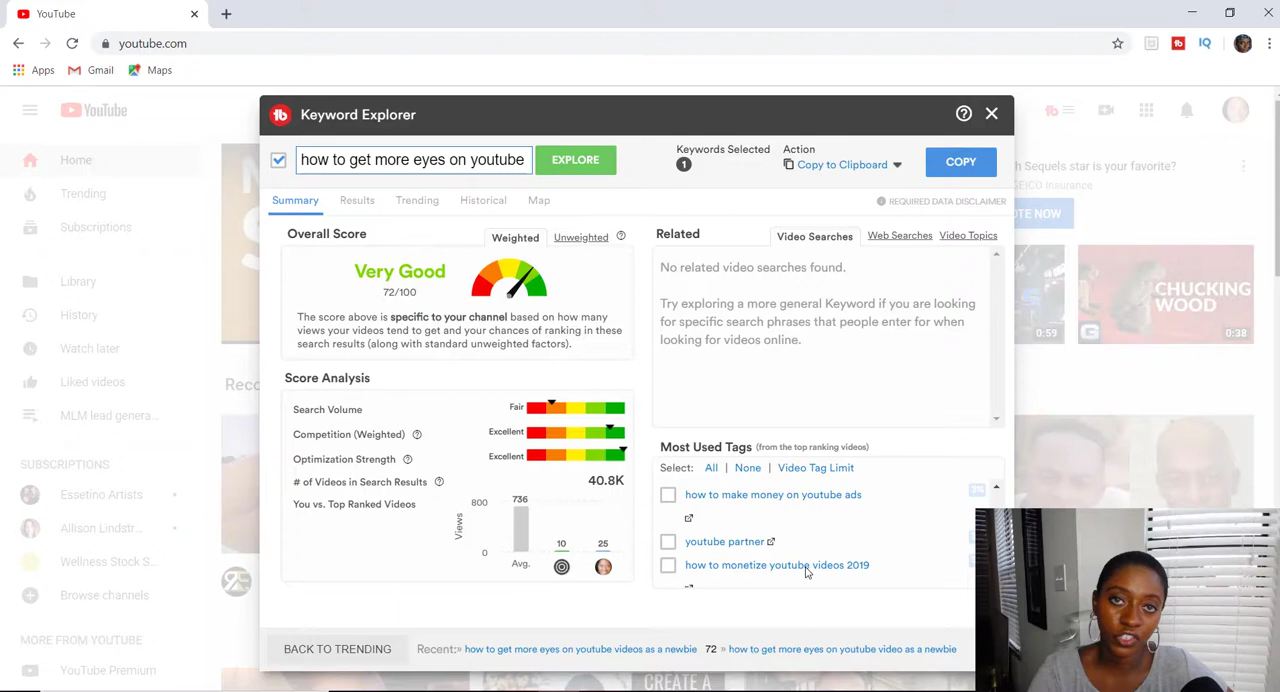 YouTube
youtube.com
Apps
Gmail
Maps
tb
Keyword Explorer
YouTube
how to get more eyes on youtube
EXPLORE
Keywords Selected
1
Action
Copy to Clipboard
COPY
Summary
Results
Trending
Historical
Map
REQUIRED DATA DISCLAIMER
Overall Score
Weighted
Unweighted
Very Good
72/100
The score above is specific to your channel based on how many
views your videos tend to get and your chances of ranking in these
search results (along with standard unweighted factors).
Score Analysis
Search Volume
Fair
Competition (Weighted)
Excellent
Optimization Strength
Excellent
# of Videos in Search Results
40.8K
You vs. Top Ranked Videos
Views
800
0
736
10
25
Avg.
Related
Video Searches
Web Searches
Video Topics
No related video searches found.
Try exploring a more general Keyword if you are looking
for specific search phrases that people enter for when
looking for videos online.
Most Used Tags (from the top ranking videos)
Select: All | None | Video Tag Limit
how to make money on youtube ads
youtube partner
how to monetize youtube videos 2019
BACK TO TRENDING
Recent:» how to get more eyes on youtube videos as a newbie 72 » how to get more eyes on youtube video as a newbie
Home
Trending
Subscriptions
Library
History
Watch later
Liked videos
MLM lead genera...
SUBSCRIPTIONS
Essetino Artists
Allison Lindstr...
Wellness Stock S...
Browse channels
MORE FROM YOUTUBE
YouTube Premium
Sequels star is your favorite?
GEICO Insurance
OTE NOW
CHUCKING
WOOD
0:59
0:38
Reco
CREATE A